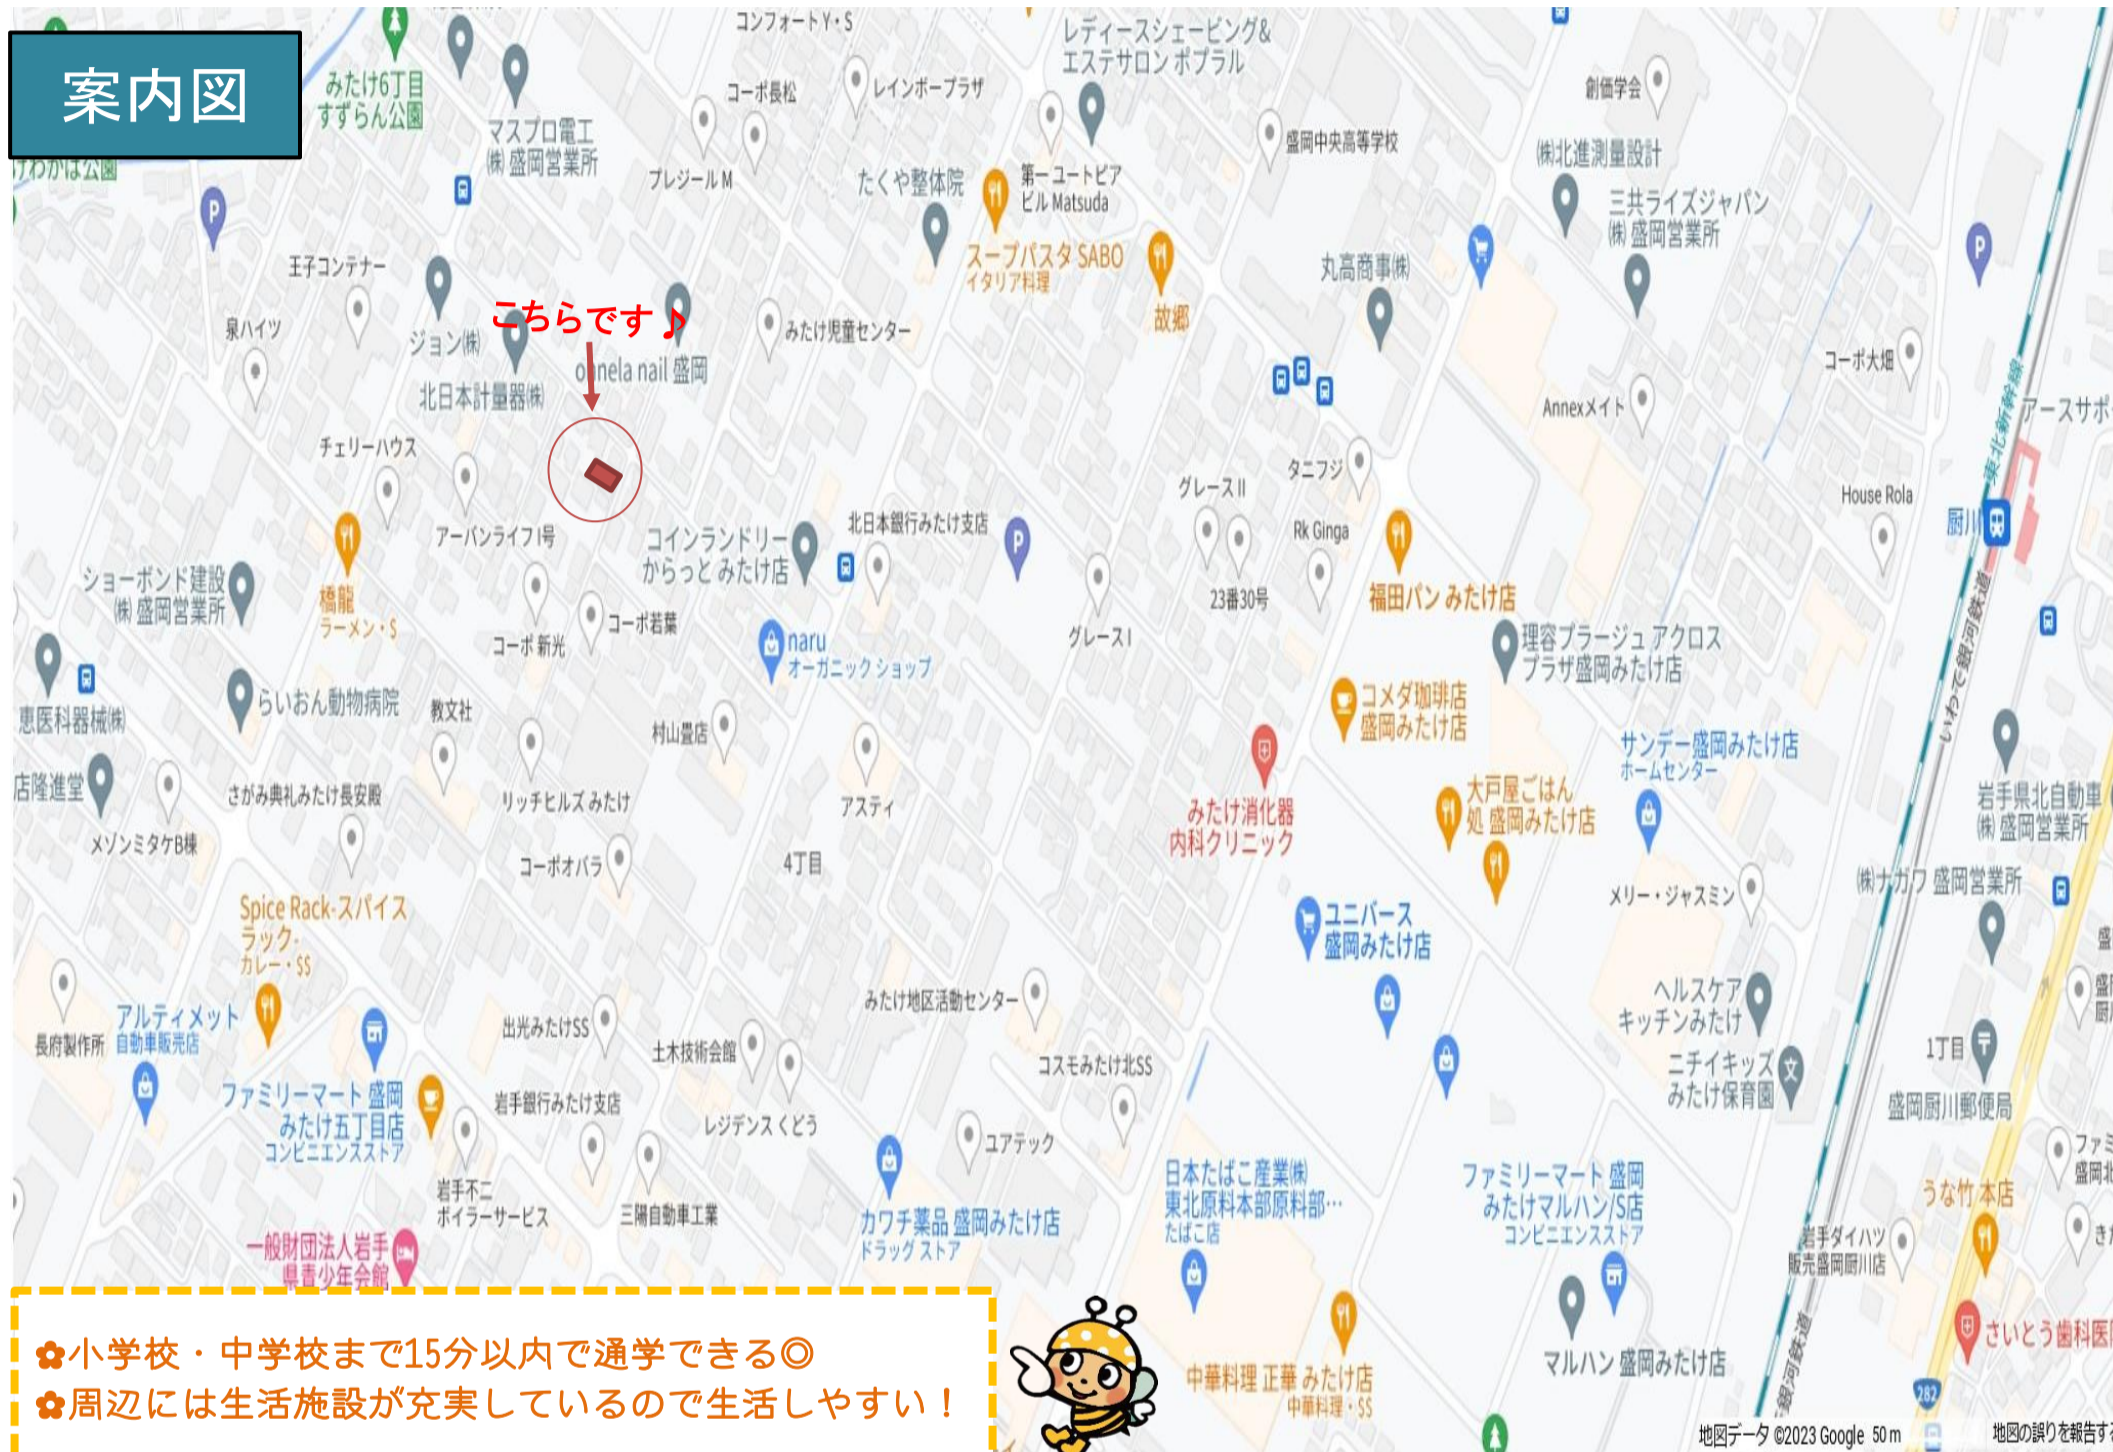 案内図
コンフォートY・S
レディースシェービング&
エステサロン ポプラル
みたけ6丁目
すずらん公園
マスプロ電工
㈱ 盛岡営業所
コーポ長松
レインボープラザ
創価学会
盛岡中央高等学校
㈱北進測量設計
けわかば公園
プレジールM
たくや整体院
第一ユートピア
ビル Matsuda
三共ライズジャパン
㈱ 盛岡営業所
スープパスタ SABO
イタリア料理
王子コンテナー
丸高商事㈱
故郷
こちらです♪
泉ハイツ
ジョン㈱
みたけ児童センター
コーポ大畑
nela nail 盛岡
北日本計量器㈱
Annexメイト
アースサポ
東北新幹線
チェリーハウス
タニフジ
グレースII
House Rola
アーバンライフI号
コインランドリー
からっと みたけ店
北日本銀行みたけ支店
Rk Ginga
厨川
ショーボンド建設
㈱ 盛岡営業所
橋龍
ラーメン・$
コーポ若葉
コーポ 新光
23番30号
福田パン みたけ店
グレースI
naru
オーガニック ショップ
理容プラージュ アクロス
プラザ盛岡みたけ店
いわて銀河鉄道
恵医科器械㈱
らいおん動物病院
教文社
村山畳店
コメダ珈琲店
盛岡みたけ店
サンデー盛岡みたけ店
ホームセンター
店隆進堂
メゾンミタケB棟
さがみ典礼みたけ長安殿
リッチヒルズ みたけ
アスティ
みたけ消化器
内科クリニック
大戸屋ごはん
処 盛岡みたけ店
岩手県北自動車
㈱ 盛岡営業所
コーポオバラ
4丁目
㈱ナガワ 盛岡営業所
メリー・ジャスミン
Spice Rack-スパイス
ラック-
カレー・$$
ユニバース
盛岡みたけ店
長府製作所
アルティメット
自動車販売店
出光みたけSS
土木技術会館
みたけ地区活動センター
ヘルスケア
キッチンみたけ
コスモみたけ北SS
ニチイキッズ
みたけ保育園
1丁目
盛岡厨川郵便局
ファミリーマート 盛岡
みたけ五丁目店
コンビニエンスストア
岩手銀行みたけ支店
レジデンス くどう
ユアテック
岩手不二
ボイラーサービス
三陽自動車工業
カワチ薬品 盛岡みたけ店
ドラッグ ストア
日本たばこ産業㈱
東北原料本部原料部…
たばこ店
ファミリーマート 盛岡
みたけマルハン/S店
コンビニエンスストア
うな竹 本店
岩手ダイハツ
販売盛岡厨川店
一般財団法人岩手
県青少年会館
さいとう歯科医
中華料理 正華 みたけ店
中華料理・$$
マルハン 盛岡みたけ店
銀河鉄道
282
✿小学校・中学校まで15分以内で通学できる◎
✿周辺には生活施設が充実しているので生活しやすい！
地図データ ©2023 Google 50 m 地図の誤りを報告する